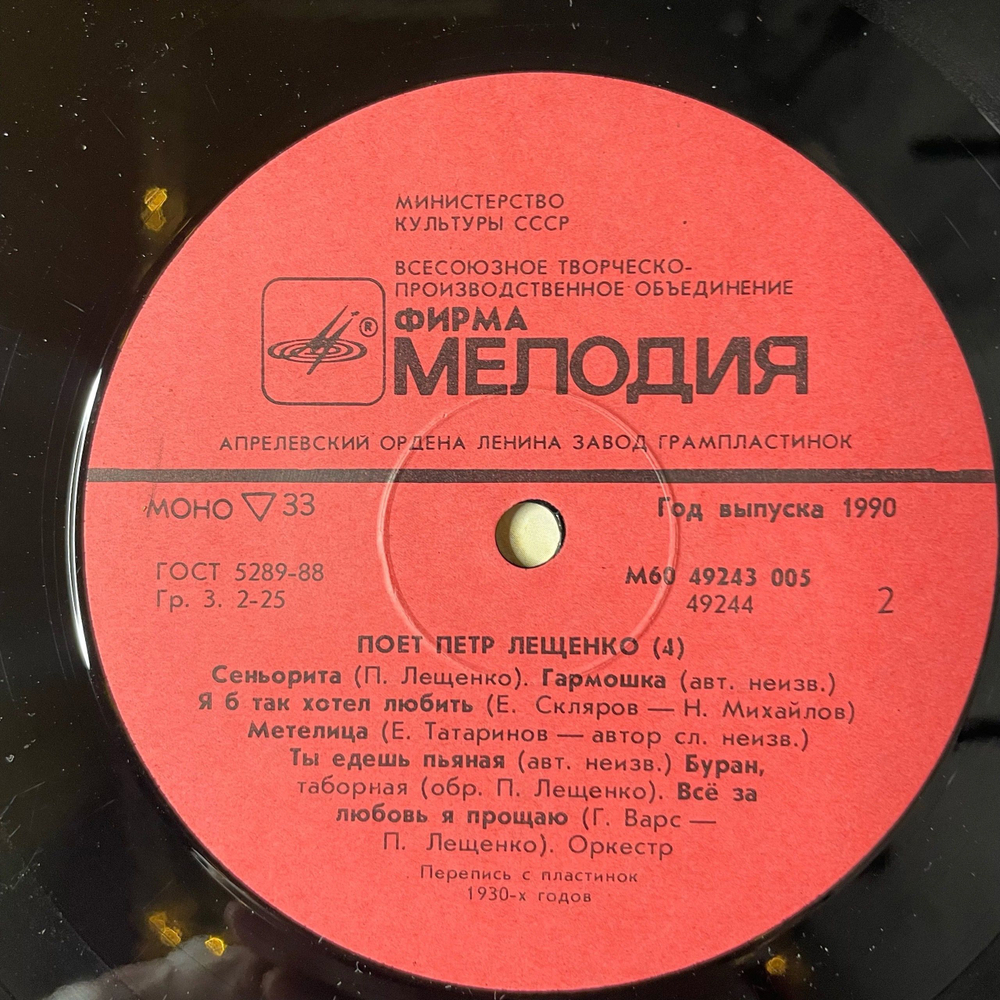 МИНИСТЕРСТВО
КУЛЬТУРЫ СССР
ВСЕСОЮЗНОЕ ТВОРЧЕСКО-
ПРОИЗВОДСТВЕННОЕ ОБЪЕДИНЕНИЕ
ФИРМА
®
МЕЛОДИЯ
АПРЕЛЕВСКИЙ ОРДЕНА ЛЕНИНА ЗАВОД ГРАМПЛАСТИНОК
МОНО ▽ 33
Год выпуска 1990
ГОСТ 5289-88
Гр. 3. 2-25
М60 49243 005
49244
2
ПОЕТ ПЕТР ЛЕЩЕНКО (4)
Сеньорита (П. Лещенко). Гармошка (авт. неизв.)
Я б так хотел любить (Е. Скляров — Н. Михайлов)
Метелица (Е. Татаринов — автор сл. неизв.)
Ты едешь пьяная (авт. неизв.) Буран,
таборная (обр. П. Лещенко). Всё за
любовь я прощаю (Г. Варс —
П. Лещенко). Оркестр
Перепись с пластинок
1930-х годов